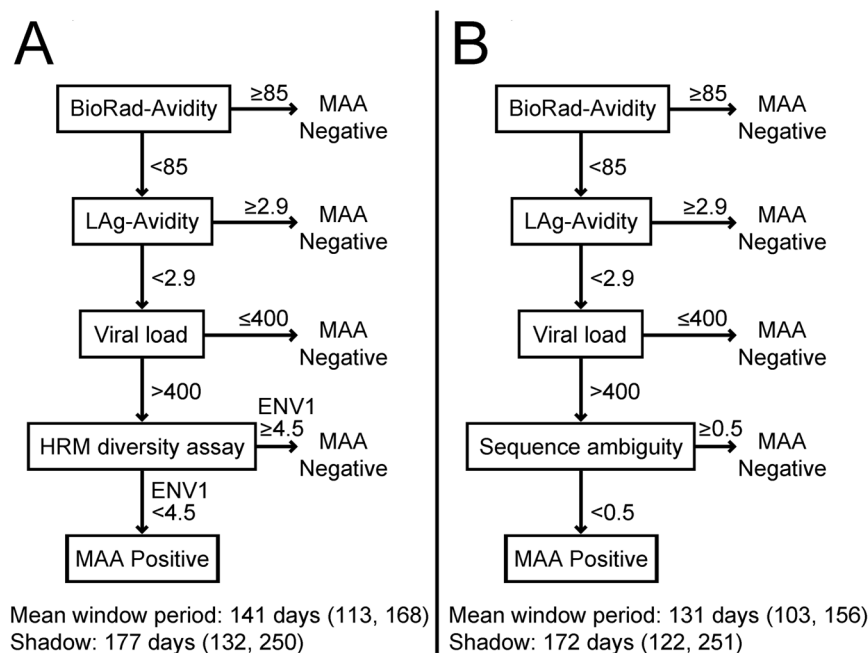 A
BioRad-Avidity
≥85
MAA
Negative
<85
LAg-Avidity
≥2.9
MAA
Negative
<2.9
Viral load
≤400
MAA
Negative
>400
HRM diversity assay
ENV1
≥4.5
MAA
Negative
ENV1
<4.5
MAA Positive
Mean window period: 141 days (113, 168)
Shadow: 177 days (132, 250)
B
BioRad-Avidity
≥85
MAA
Negative
<85
LAg-Avidity
≥2.9
MAA
Negative
<2.9
Viral load
≤400
MAA
Negative
>400
Sequence ambiguity
≥0.5
MAA
Negative
<0.5
MAA Positive
Mean window period: 131 days (103, 156)
Shadow: 172 days (122, 251)